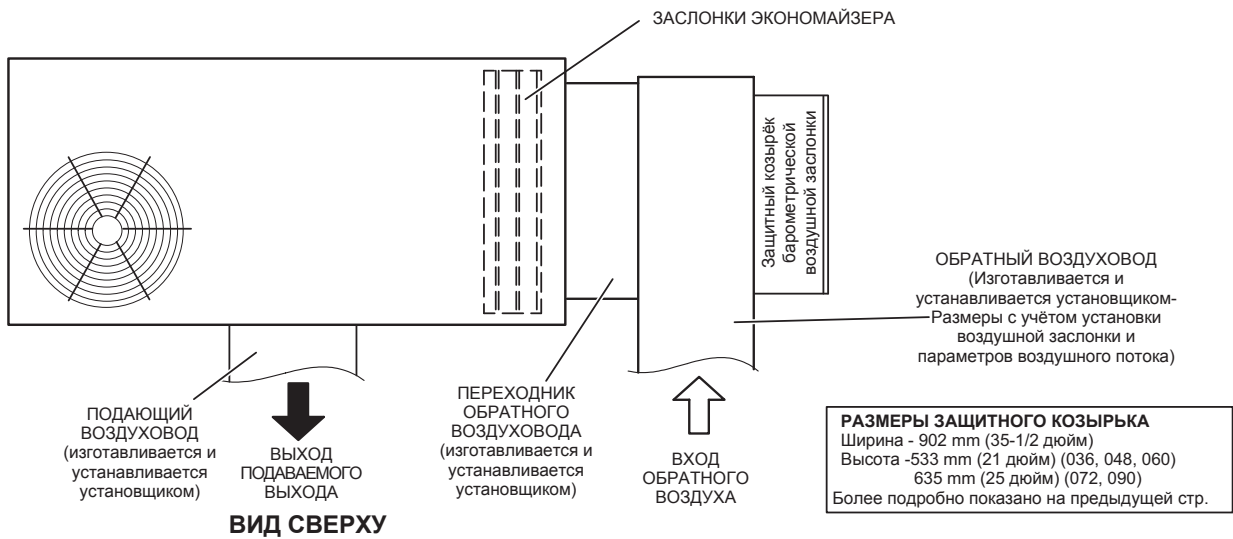 ЗАСЛОНКИ ЭКОНОМАЙЗЕРА
Защитный козырёк
барометрической
воздушной заслонки
ОБРАТНЫЙ ВОЗДУХОВОД
(Изготавливается и
устанавливается установщиком-
Размеры с учётом установки
воздушной заслонки и
параметров воздушного потока)
ПОДАЮЩИЙ
ВОЗДУХОВОД
(изготавливается и
устанавливается
установщиком)
ВЫХОД
ПОДАВАЕМОГО
ВЫХОДА
ПЕРЕХОДНИК
ОБРАТНОГО
ВОЗДУХОВОДА
(изготавливается и
устанавливается
установщиком)
ВХОД
ОБРАТНОГО
ВОЗДУХА
РАЗМЕРЫ ЗАЩИТНОГО КОЗЫРЬКА
Ширина - 902 mm (35-1/2 дюйм)
Высота -533 mm (21 дюйм) (036, 048, 060)
635 mm (25 дюйм) (072, 090)
Более подробно показано на предыдущей стр.
ВИД СВЕРХУ